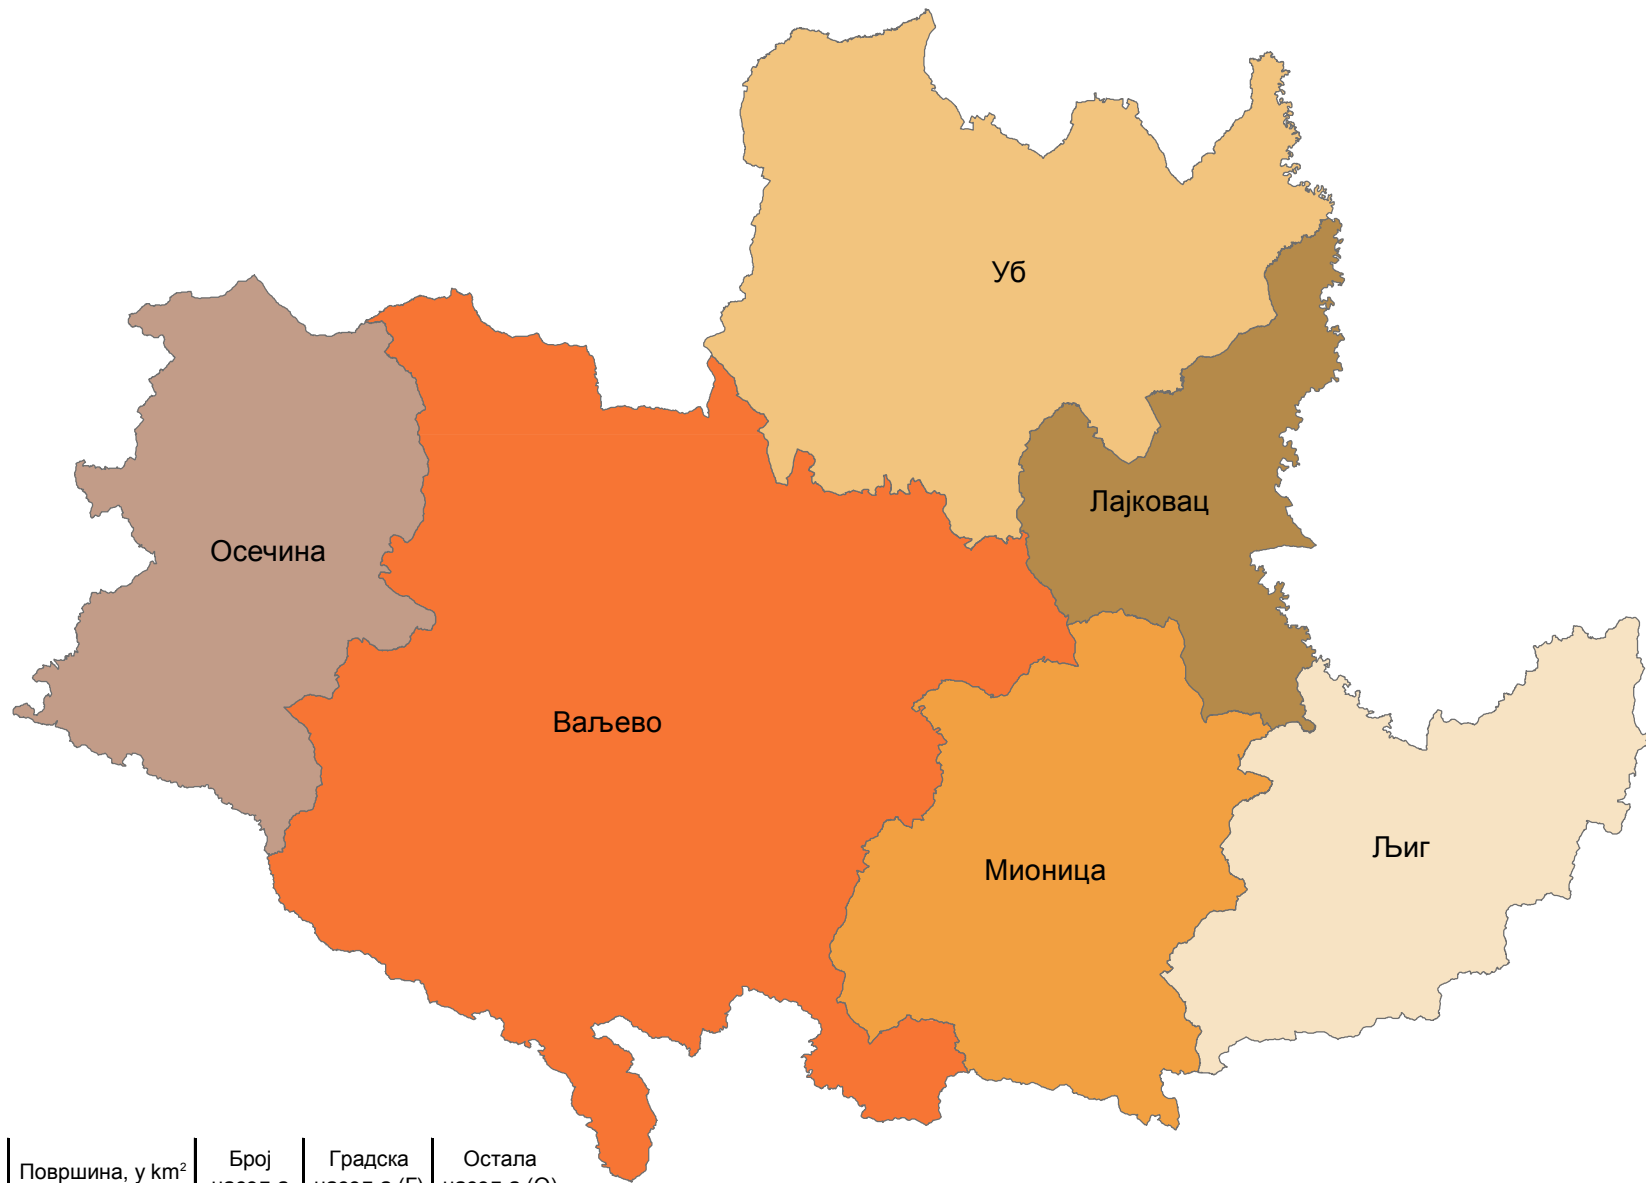 Уб
Лајковац
Осечина
Ваљево
Љиг
Мионица
Површина, у km² Број Градска Остала